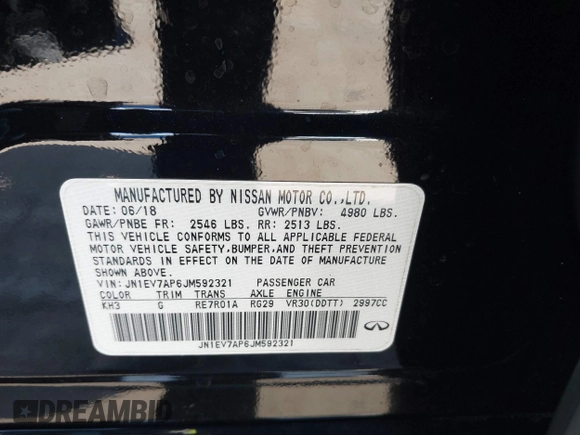 MANUFACTURED BY NISSAN MOTOR CO.,LTD.
DATE: 06/18 GVWR/PNBV: 4980 LBS.
GAWR/PNBE FR: 2546 LBS. RR: 2513 LBS.
THIS VEHICLE CONFORMS TO ALL APPLICABLE FEDERAL
MOTOR VEHICLE SAFETY,BUMPER,AND THEFT PREVENTION
STANDARDS IN EFFECT ON THE DATE OF MANUFACTURE
SHOWN ABOVE.
VIN: JN1EV7AP6JM592321 PASSENGER CAR
COLOR TRIM TRANS AXLE ENGINE
KH3 G RE7R01A RG29 VR30(DDTT) 2997CC
JN1EV7AP6JM592321
INFINITI
DREAMBID